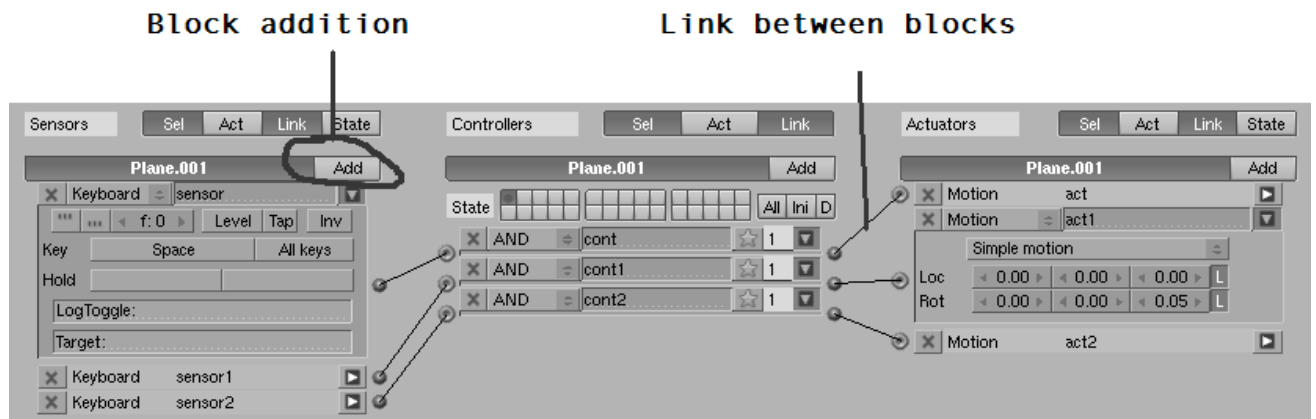 Block addition Link between blocks
Sensors Sel Act Link State Controllers Sel Act Link Actuators Sel Act Link State
Plane.001 Add Plane.001 Add Plane.001 Add
Keyboard sensor Motion act
State All Ini D
f:0 Level Tap Inv Motion act1
AND cont 1
Key Space All keys Simple motion
AND cont1 1
Hold Loc 0.00 0.00 0.00 L
AND cont2 1 Rot 0.00 0.00 0.05 L
LogToggle:
Target: Motion act2
Keyboard sensor1
Keyboard sensor2